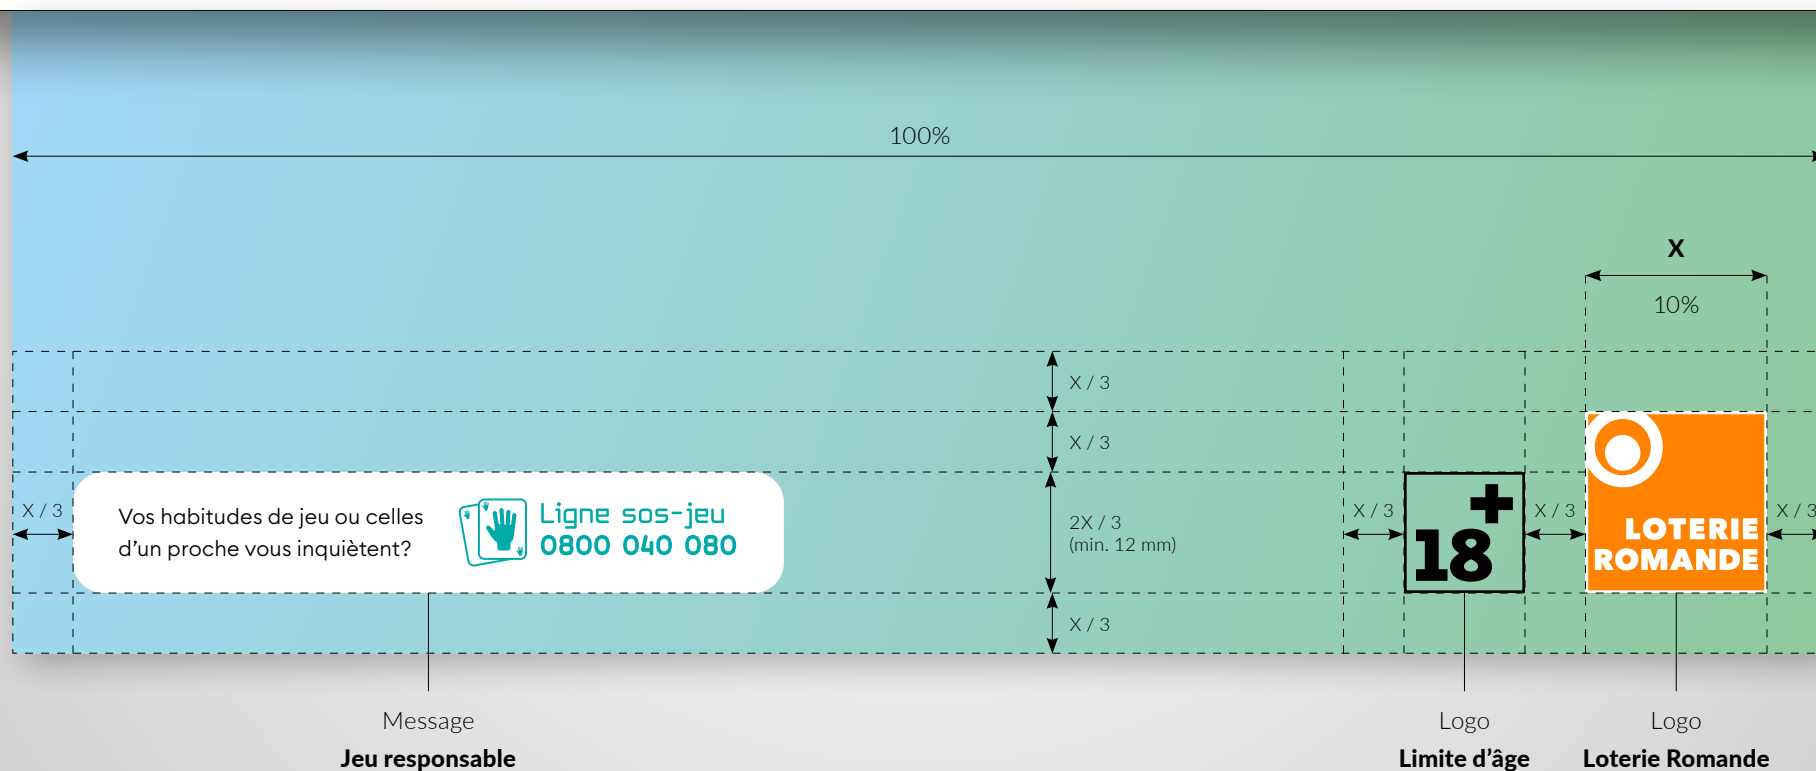 100%
X
10%
X / 3
X / 3
X / 3
Vos habitudes de jeu ou celles
d'un proche vous inquiètent?
Ligne sos-jeu
0800 040 080
2X / 3
(min. 12 mm)
X / 3
18+
X / 3
LOTERIE
ROMANDE
X / 3
X / 3
Message
Jeu responsable
Logo
Limite d'âge
Logo
Loterie Romande